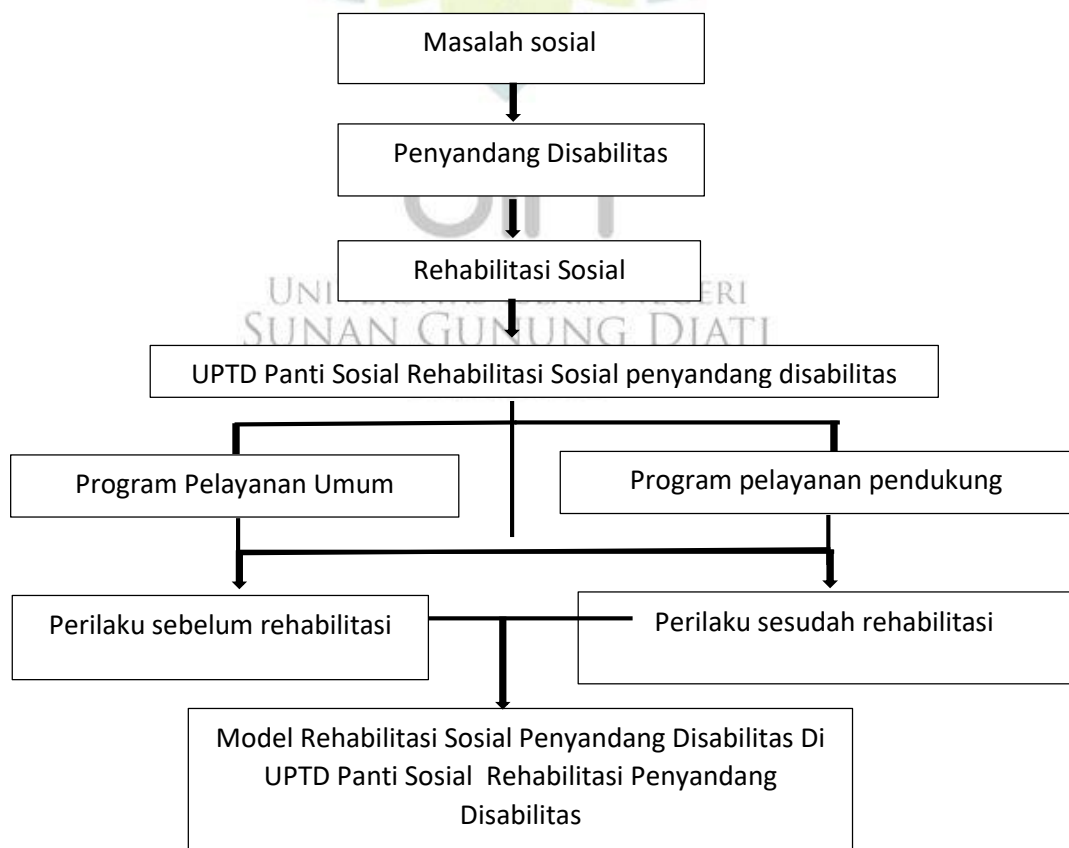 Masalah sosial
Penyandang Disabilitas
Rehabilitasi Sosial
SUNAN GUNUNG DJATI
UPTD Panti Sosial Rehabilitasi Sosial penyandang disabilitas
Program Pelayanan Umum
Program pelayanan pendukung
Perilaku sebelum rehabilitasi
Perilaku sesudah rehabilitasi
Model Rehabilitasi Sosial Penyandang Disabilitas Di
UPTD Panti Sosial Rehabilitasi Penyandang
Disabilitas